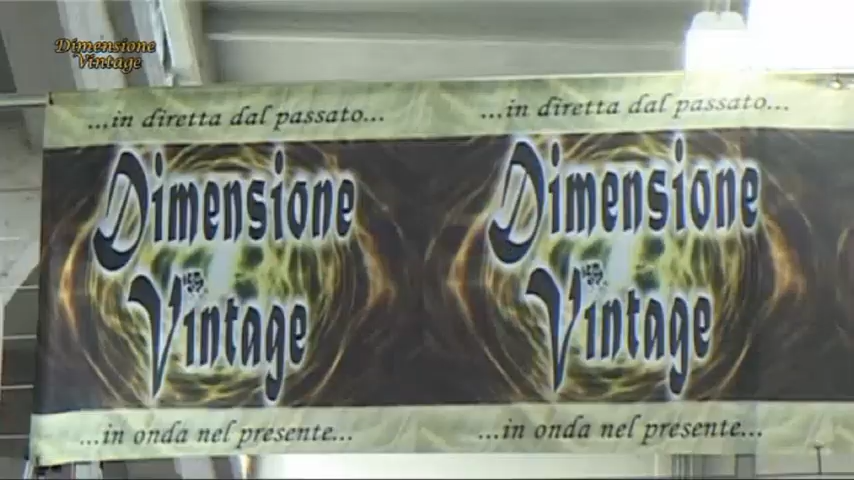 Dimensione
Vintage
...in diretta dal passato...
Dimensione
Vintage
...in onda nel presente...
...in diretta dal passato...
Dimensione
Vintage
...in onda nel presente...